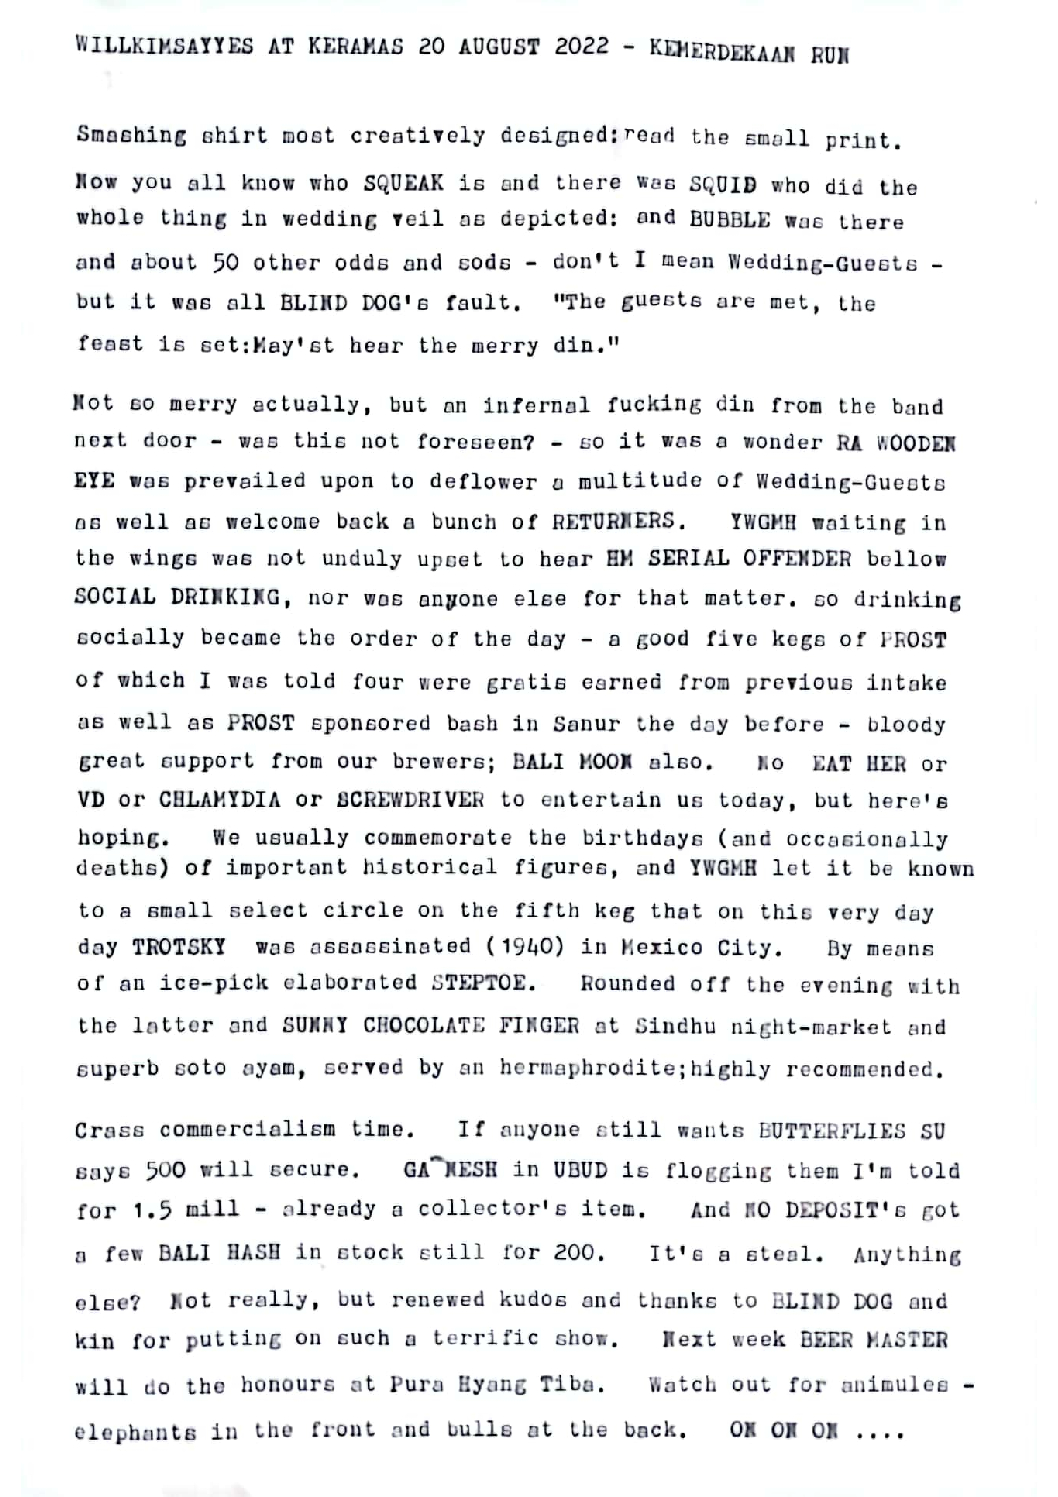 WILLKIMSAYYES AT KERAMAS 20 AUGUST 2022 - KEMERDEKAAN RUN
Smashing shirt most creatively designed:read the small print.
Now you all know who SQUEAK is and there was SQUID who did the
whole thing in wedding veil as depicted: and BUBBLE was there
and about 50 other odds and sods - don't I mean Wedding-Guests -
but it was all BLIND DOG's fault. "The guests are met, the
feast is set:May'st hear the merry din."
Not so merry actually, but an infernal fucking din from the band
next door - was this not foreseen? - so it was a wonder RA WOODEN
EYE was prevailed upon to deflower a multitude of Wedding-Guests
as well as welcome back a bunch of RETURNERS. YWGMH waiting in
the wings was not unduly upset to hear HM SERIAL OFFENDER bellow
SOCIAL DRINKING, nor was anyone else for that matter. so drinking
socially became the order of the day - a good five kegs of PROST
of which I was told four were gratis earned from previous intake
as well as PROST sponsored bash in Sanur the day before - bloody
great support from our brewers; BALI MOON also. No EAT HER or
VD or CHLAMYDIA or SCREWDRIVER to entertain us today, but here's
hoping. We usually commemorate the birthdays (and occasionally
deaths) of important historical figures, and YWGMH let it be known
to a small select circle on the fifth keg that on this very day
day TROTSKY was assassinated (1940) in Mexico City. By means
of an ice-pick elaborated STEPTOE. Rounded off the evening with
the latter and SUNNY CHOCOLATE FINGER at Sindhu night-market and
superb soto ayam, served by an hermaphrodite;highly recommended.
Crass commercialism time. If anyone still wants BUTTERFLIES SU
says 500 will secure. GA^NESH in UBUD is flogging them I'm told
for 1.5 mill - already a collector's item. And NO DEPOSIT's got
a few BALI HASH in stock still for 200. It's a steal. Anything
else? Not really, but renewed kudos and thanks to BLIND DOG and
kin for putting on such a terrific show. Next week BEER MASTER
will do the honours at Pura Hyang Tiba. Watch out for animules -
elephants in the front and bulls at the back. ON ON ON ....